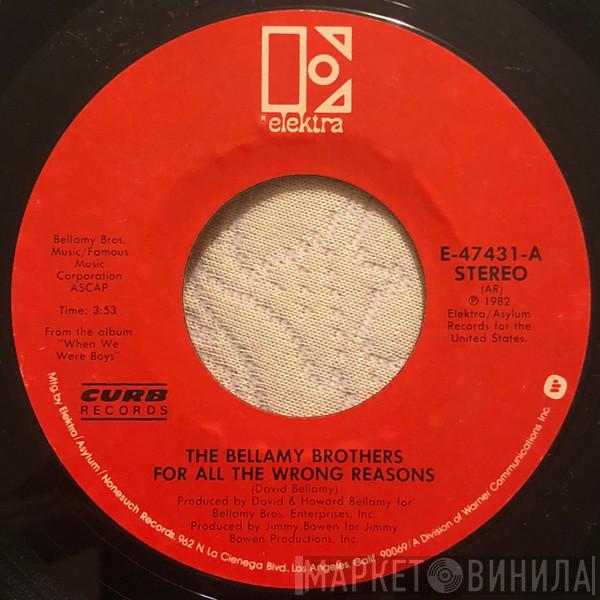 elektra
Bellamy Bros.
Music/Famous
Music
Corporation
ASCAP
Time: 3:53
From the album
"When We
Were Boys"
CURB
RECORDS
E-47431-A
STEREO
(AR)
℗ 1982
Elektra/Asylum
Records for the
United States.
THE BELLAMY BROTHERS
FOR ALL THE WRONG REASONS
(David Bellamy)
Produced by David & Howard Bellamy for
Bellamy Bros. Enterprises, Inc.
Produced by Jimmy Bowen for Jimmy
Bowen Productions, Inc.
Mfg. by Elektra/Asylum/Nonesuch Records, 962 N. La Cienega Blvd., Los Angeles, Calif. 90069/A Division of Warner Communications Inc.
МАРКЕТ ВИНИЛА